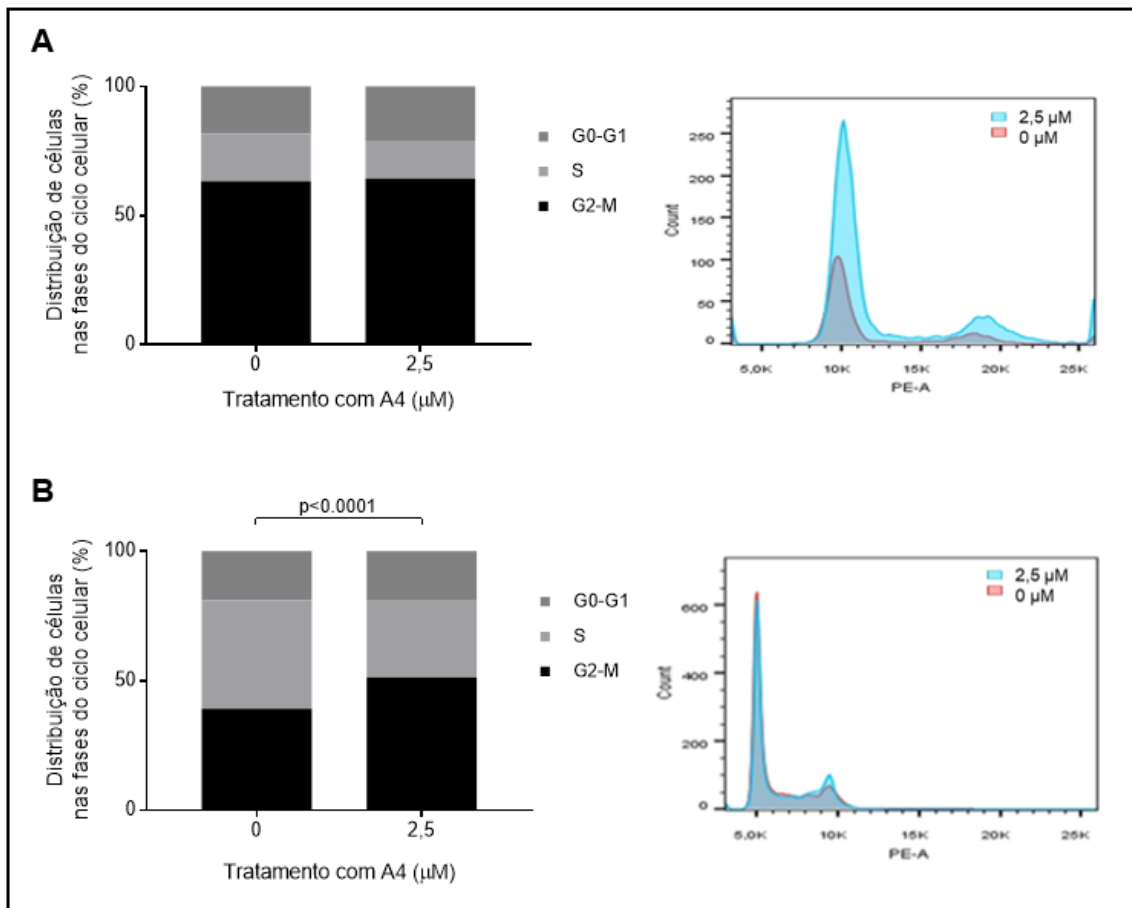 A
Distribuição de células
nas fases do ciclo celular (%)
100
50
0
0
2,5
Tratamento com A4 (µM)
G0-G1
S
G2-M
2,5 µM
0 µM
Count
250
200
150
100
50
0
5,0K
10K
15K
20K
25K
PE-A
B
p<0.0001
Distribuição de células
nas fases do ciclo celular (%)
100
50
0
0
2,5
Tratamento com A4 (µM)
G0-G1
S
G2-M
2,5 µM
0 µM
Count
600
400
200
0
5,0K
10K
15K
20K
25K
PE-A